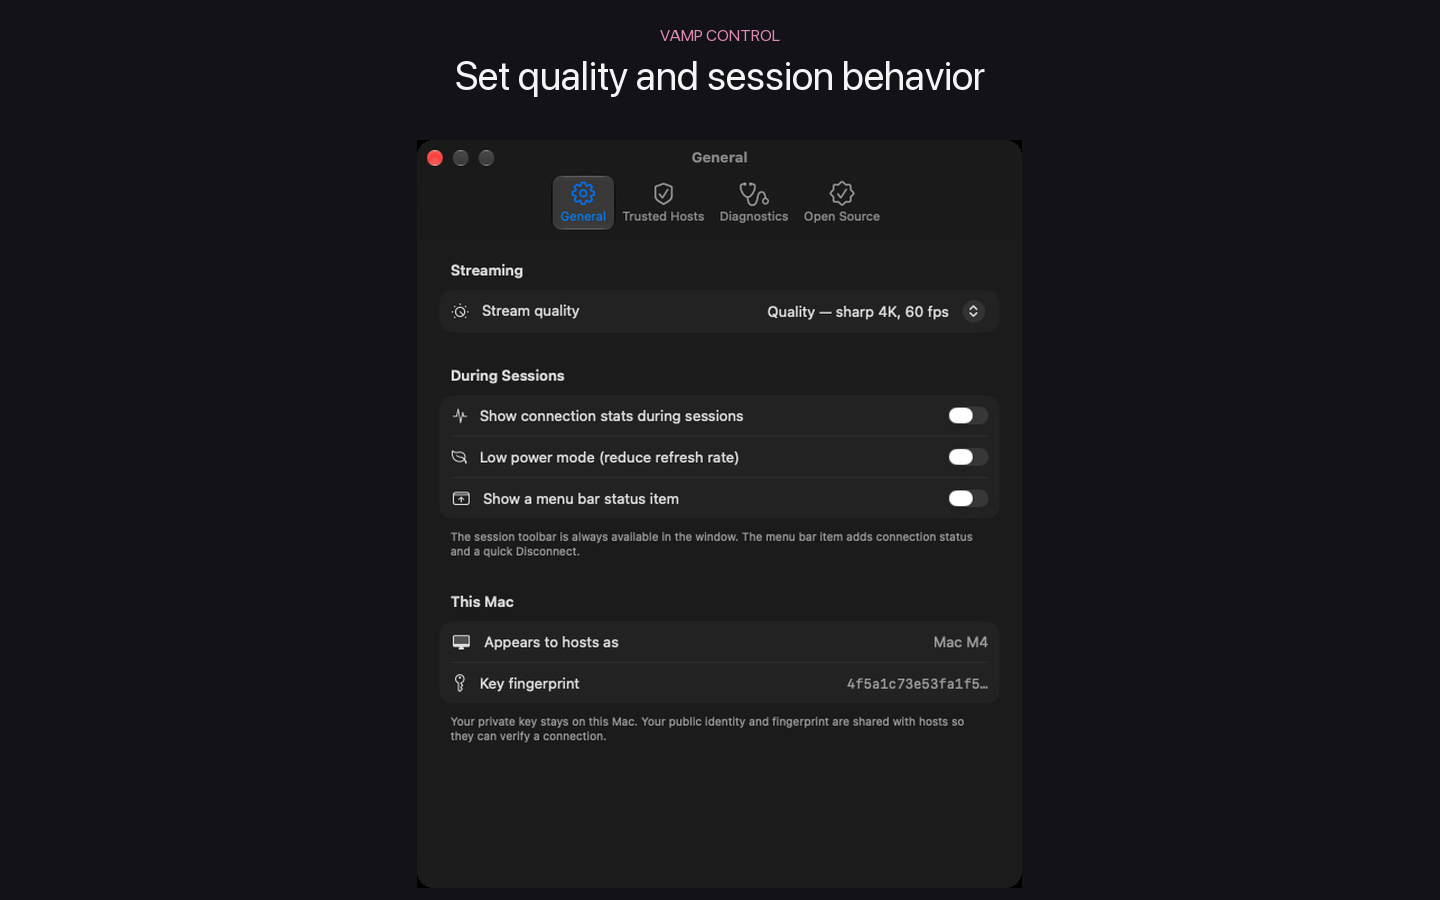 VAMP CONTROL
Set quality and session behavior
General
General
Trusted Hosts
Diagnostics
Open Source
Streaming
Stream quality
Quality — sharp 4K, 60 fps
During Sessions
Show connection stats during sessions
Low power mode (reduce refresh rate)
Show a menu bar status item
The session toolbar is always available in the window. The menu bar item adds connection status
and a quick Disconnect.
This Mac
Appears to hosts as
Mac M4
Key fingerprint
4f5a1c73e53fa1f5…
Your private key stays on this Mac. Your public identity and fingerprint are shared with hosts so
they can verify a connection.